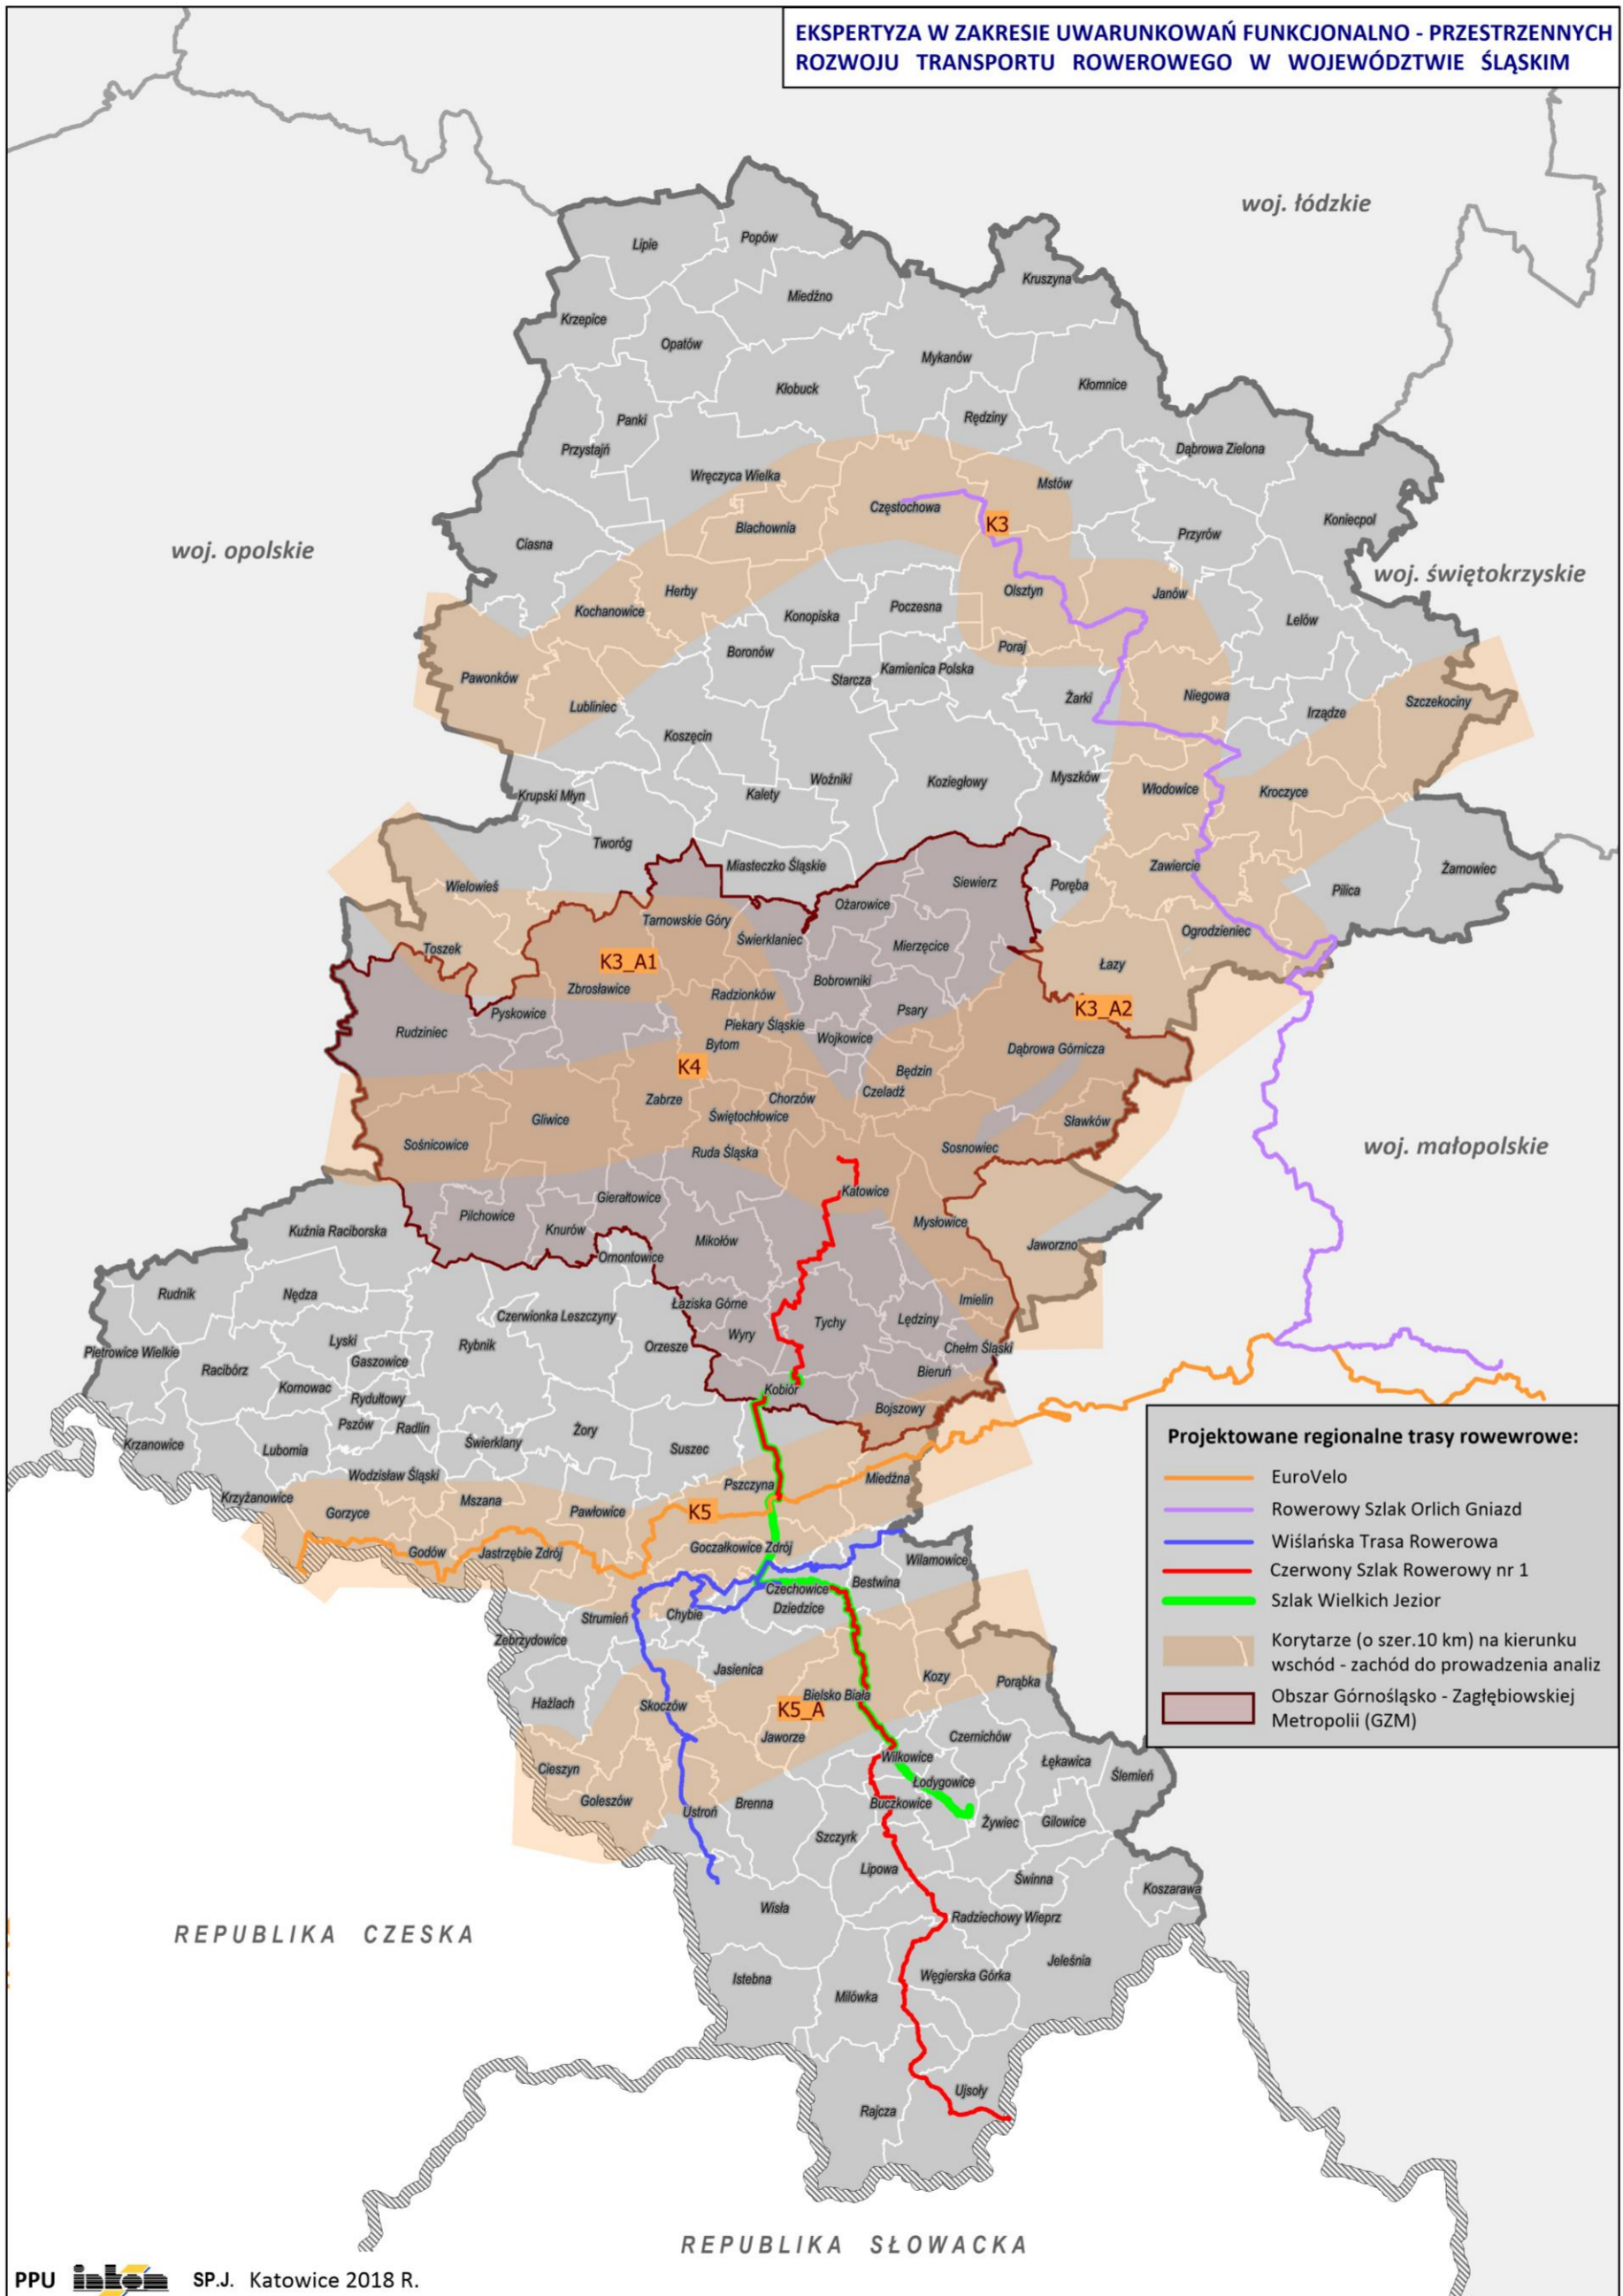 EKSPERTYZA W ZAKRESIE UWARUNKOWAŃ FUNKCJONALNO - PRZESTRZENNYCH
ROZWOJU TRANSPORTU ROWEROWEGO W WOJEWÓDZTWIE ŚLĄSKIM
woj. łódzkie
Lipie
Popów
Kruszyna
Miedźno
Krzepice
Opatów
Mykanów
Kłobuck
Kłomnice
Panki
Rędziny
Przystajń
Dąbrowa Zielona
Wręczyca Wielka
Mstów
Częstochowa
Blachownia
K3
Koniecpol
Przyrów
Ciasna
woj. opolskie
woj. świętokrzyskie
Herby
Olsztyn
Janów
Kochanowice
Poczesna
Konopiska
Lelów
Poraj
Boronów
Kamienica Polska
Pawonków
Starcza
Żarki
Niegowa
Szczekociny
Lubliniec
Irządze
Koszęcin
Woźniki
Koziegłowy
Myszków
Krupski Młyn
Kalety
Włodowice
Kroczyce
Tworóg
Miasteczko Śląskie
Zawiercie
Żarnowiec
Wielowieś
Siewierz
Poręba
Pilica
Ożarowice
Tarnowskie Góry
Świerklaniec
Mierzęcice
Ogrodzieniec
Toszek
K3_A1
Łazy
Zbrosławice
Radzionków
Bobrowniki
K3_A2
Pyskowice
Psary
Rudziniec
Piekary Śląskie
Wojkowice
Bytom
Dąbrowa Górnicza
K4
Będzin
Czeladź
Zabrze
Chorzów
Świętochłowice
Gliwice
Sławków
Sośnicowice
Ruda Śląska
Sosnowiec
woj. małopolskie
Katowice
Gierałtowice
Pilchowice
Mysłowice
Kuźnia Raciborska
Knurów
Mikołów
Jaworzno
Ornontowice
Rudnik
Nędza
Łaziska Górne
Imielin
Czerwionka Leszczyny
Wyry
Tychy
Lędziny
Lyski
Rybnik
Orzesze
Chełm Śląski
Pietrowice Wielkie
Gaszowice
Racibórz
Bieruń
Kornowac
Kobiór
Rydułtowy
Bojszowy
Pszów
Radlin
Żory
Krzanowice
Lubomia
Świerklany
Suszec
Wodzisław Śląski
Pszczyna
Miedźna
Krzyżanowice
Mszana
Gorzyce
Pawłowice
K5
Godów
Jastrzębie Zdrój
Goczałkowice Zdrój
Wilamowice
Czechowice
Dziedzice
Bestwina
Strumień
Chybie
Zebrzydowice
Jasienica
Kozy
Porąbka
Hażlach
Skoczów
Bielsko Biała
K5_A
Jaworze
Czernichów
Wilkowice
Łękawica
Cieszyn
Łodygowice
Ślemień
Goleszów
Brenna
Buczkowice
Ustroń
Żywiec
Gilowice
Szczyrk
Lipowa
Świnna
Koszarawa
Wisła
Radziechowy Wieprz
Jeleśnia
Istebna
Węgierska Górka
Milówka
Ujsoły
Rajcza
Projektowane regionalne trasy rowewrowe:
EuroVelo
Rowerowy Szlak Orlich Gniazd
Wiślańska Trasa Rowerowa
Czerwony Szlak Rowerowy nr 1
Szlak Wielkich Jezior
Korytarze (o szer.10 km) na kierunku
wschód - zachód do prowadzenia analiz
Obszar Górnośląsko - Zagłębiowskiej
Metropolii (GZM)
REPUBLIKA CZESKA
REPUBLIKA SŁOWACKA
PPU inkom SP.J. Katowice 2018 R.